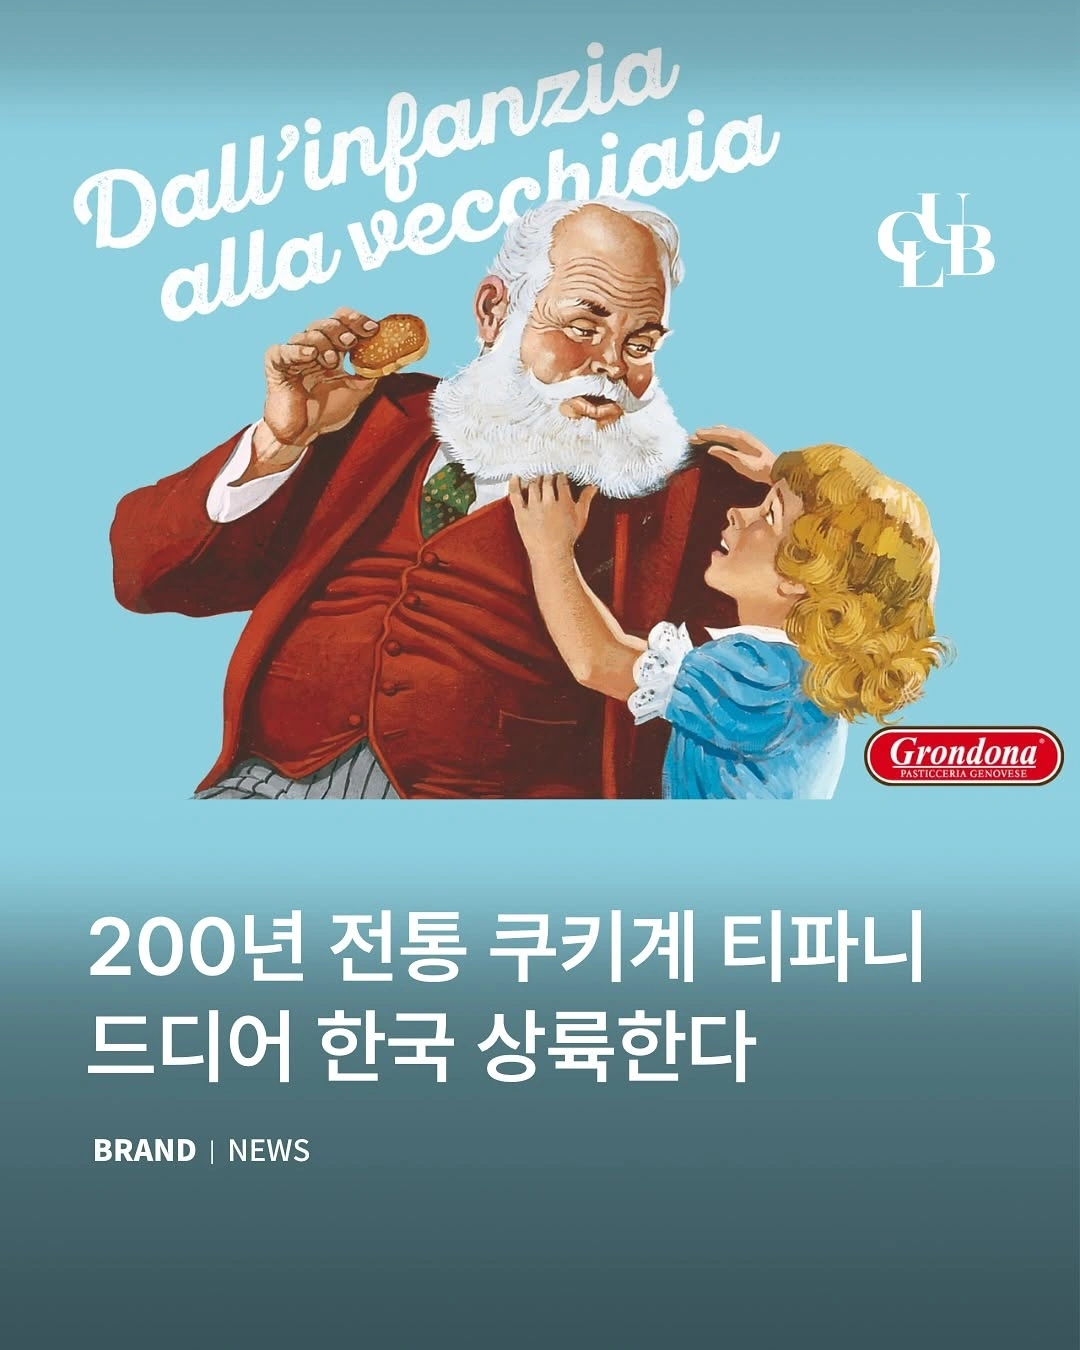 Dall'infanzia
alla vecchiaia
CLUB
Grondona
PASTICCERIA GENOVESE
200년 전통 쿠키계 티파니
드디어 한국 상륙한다
BRAND | NEWS